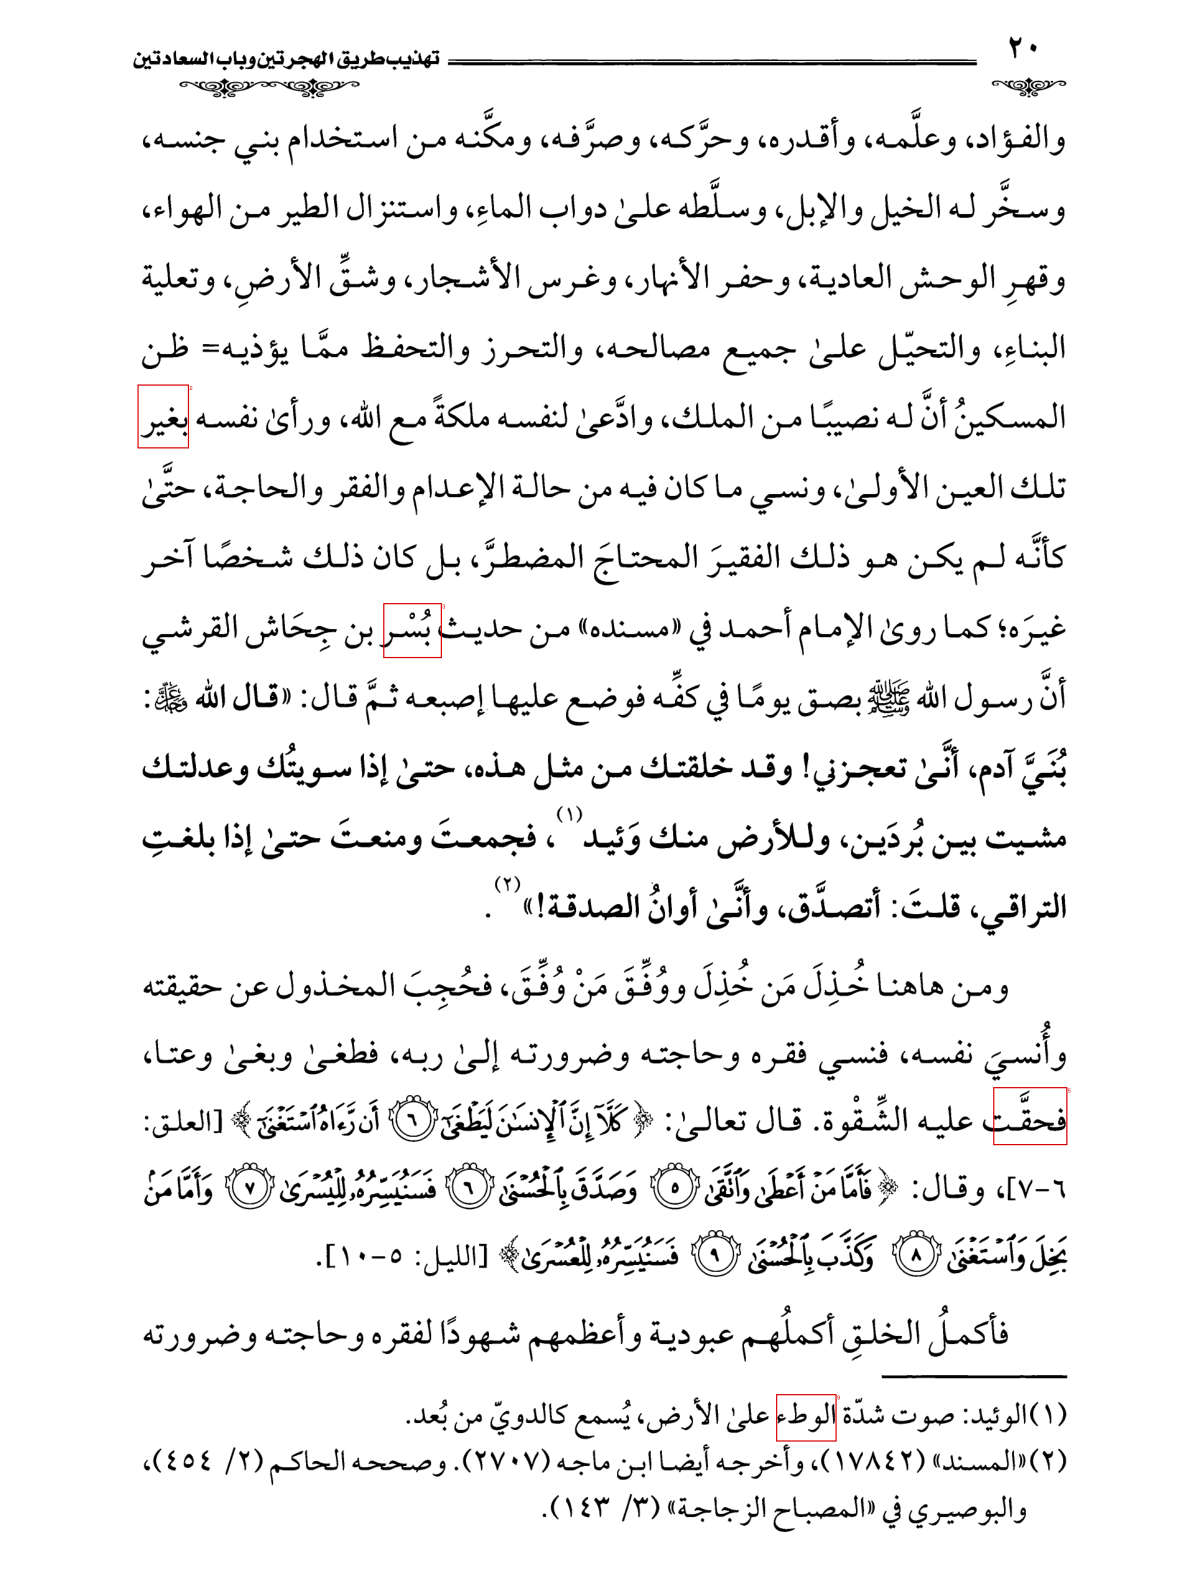 ٢٠
تهذيب طريق الهجرتين وباب السعادتين
والفؤاد، وعلَّمه، وأقدره، وحرَّكه، وصرَّفه، ومكَّنه من استخدام بني جنسه،
وسخَّر له الخيل والإبل، وسلَّطه علىٰ دواب الماءِ، واستنزال الطير من الهواء،
وقهرِ الوحش العادية، وحفر الأنهار، وغرس الأشجار، وشقِّ الأرضِ، وتعلية
البناءِ، والتحيّل علىٰ جميع مصالحه، والتحرز والتحفظ ممَّا يؤذيه= ظن
المسكينُ أنَّ له نصيبًا من الملك، وادَّعىٰ لنفسه ملكةً مع الله، ورأىٰ نفسه بغير
تلك العين الأولىٰ، ونسي ما كان فيه من حالة الإعدام والفقر والحاجة، حتَّىٰ
كأنَّه لم يكن هو ذلك الفقيرَ المحتاجَ المضطرَّ، بل كان ذلك شخصًا آخر
غيرَه؛ كما روىٰ الإمام أحمد في «مسنده» من حديث بُسْر بن جِحَاش القرشي
أنَّ رسول الله ﷺ بصق يومًا في كفِّه فوضع عليها إصبعه ثمَّ قال: «قال الله ﷻ:
بُنَيَّ آدم، أنَّىٰ تعجزني! وقد خلقتك من مثل هذه، حتىٰ إذا سويتُك وعدلتك
مشيت بين بُردَين، وللأرض منك وَئيد(١)، فجمعتَ ومنعتَ حتىٰ إذا بلغتِ
التراقي، قلتَ: أتصدَّق، وأنَّىٰ أوانُ الصدقة!»(٢).
ومن هاهنا خُذِلَ مَن خُذِلَ ووُفِّقَ مَنْ وُفِّقَ، فحُجِبَ المخذول عن حقيقته
وأُنسيَ نفسه، فنسي فقره وحاجته وضرورته إلىٰ ربه، فطغىٰ وبغىٰ وعتا،
فحقَّت عليه الشِّقْوة. قال تعالىٰ: ﴿كَلَّآ إِنَّ ٱلْإِنسَٰنَ لَيَطْغَىٰٓ ۝٦ أَن رَّءَاهُ ٱسْتَغْنَىٰٓ﴾ [العلق:
٦-٧]، وقال: ﴿فَأَمَّا مَنْ أَعْطَىٰ وَٱتَّقَىٰ ۝٥ وَصَدَّقَ بِٱلْحُسْنَىٰ ۝٦ فَسَنُيَسِّرُهُۥ لِلْيُسْرَىٰ ۝٧ وَأَمَّا مَنۢ
بَخِلَ وَٱسْتَغْنَىٰ ۝٨ وَكَذَّبَ بِٱلْحُسْنَىٰ ۝٩ فَسَنُيَسِّرُهُۥ لِلْعُسْرَىٰ﴾ [الليل: ٥-١٠].
فأكملُ الخلقِ أكملُهم عبودية وأعظمهم شهودًا لفقره وحاجته وضرورته
(١) الوئيد: صوت شدّة الوطء علىٰ الأرض، يُسمع كالدويّ من بُعد.
(٢) «المسند» (١٧٨٤٢)، وأخرجه أيضا ابن ماجه (٢٧٠٧). وصححه الحاكم (٢/ ٤٥٤)،
والبوصيري في «المصباح الزجاجة» (٣/ ١٤٣).